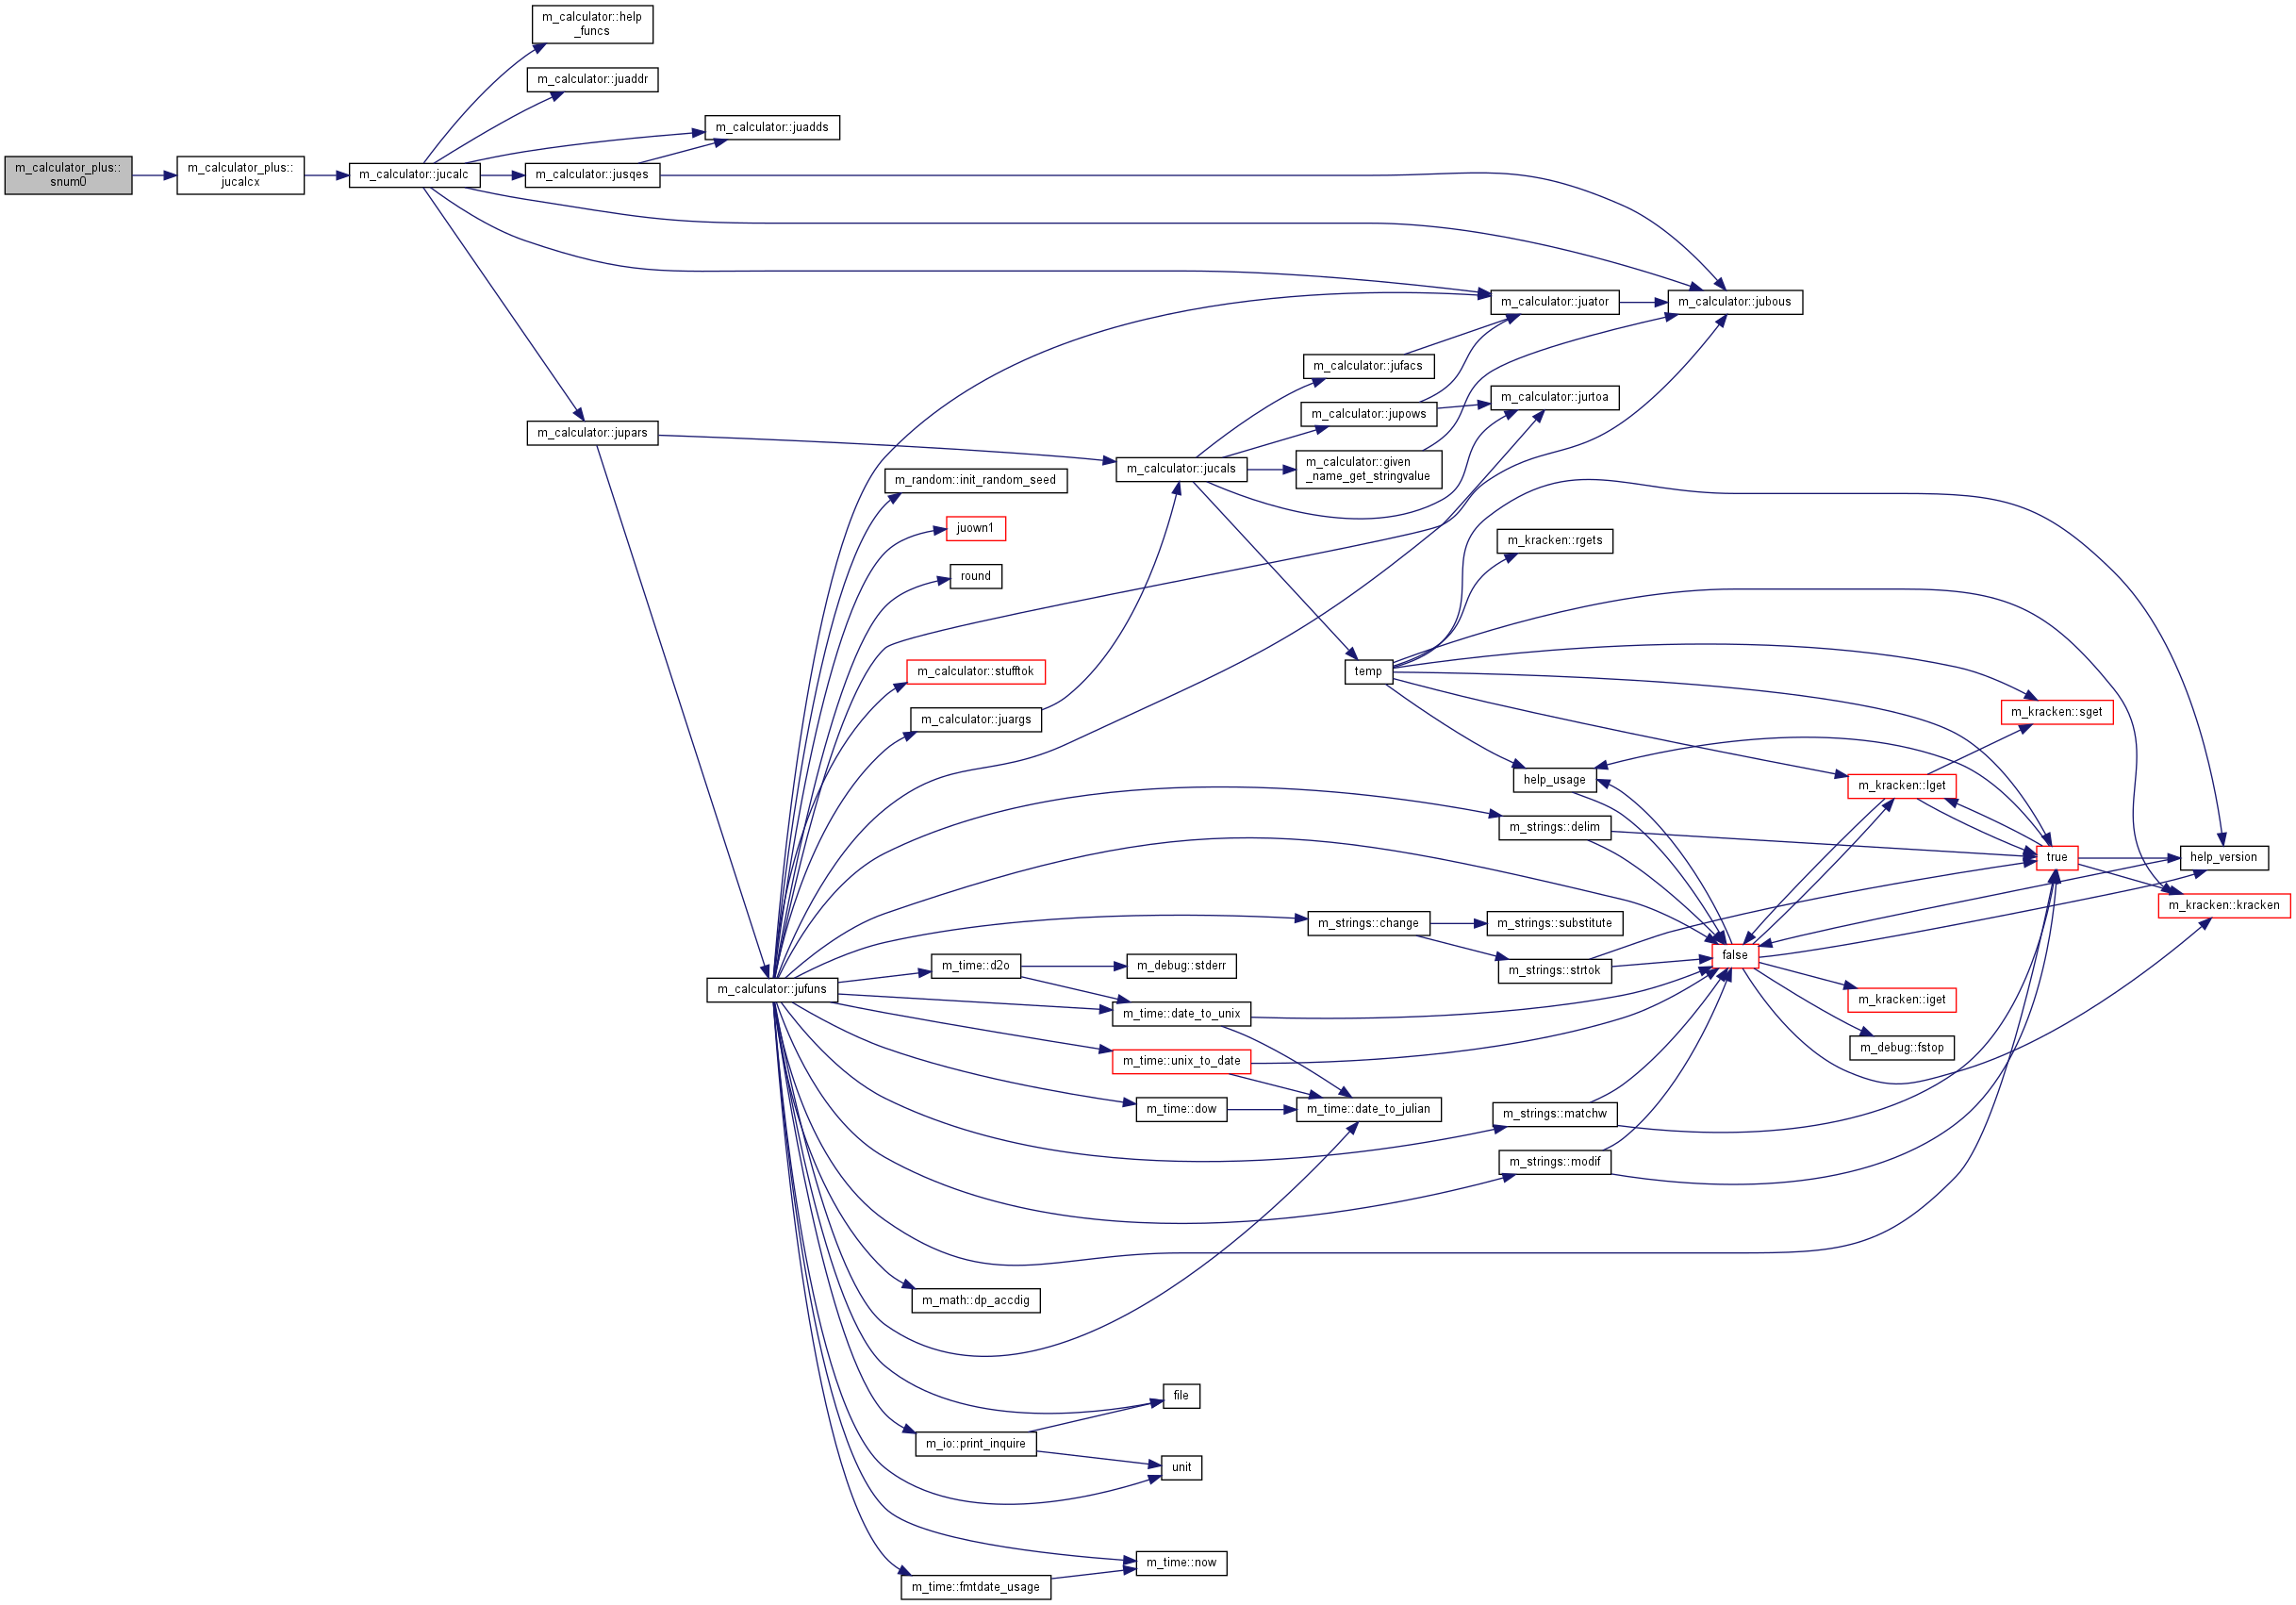 m_calculator::help
_funcs
m_calculator::juaddr
m_calculator::juadds
m_calculator_plus::
snum0
m_calculator_plus::
jucalcx
m_calculator::jucalc
m_calculator::jusqes
m_calculator::juator
m_calculator::jubous
m_calculator::jufacs
m_calculator::jurtoa
m_calculator::jupows
m_calculator::jupars
m_calculator::jucals
m_calculator::given
_name_get_stringvalue
m_random::init_random_seed
juown1
m_kracken::rgets
round
m_calculator::stufftok
temp
m_calculator::juargs
m_kracken::sget
help_usage
m_kracken::lget
m_strings::delim
true
help_version
m_kracken::kracken
m_strings::change
m_strings::substitute
false
m_time::d2o
m_debug::stderr
m_strings::strtok
m_calculator::jufuns
m_kracken::iget
m_time::date_to_unix
m_debug::fstop
m_time::unix_to_date
m_time::dow
m_time::date_to_julian
m_strings::matchw
m_strings::modif
m_math::dp_accdig
file
m_io::print_inquire
unit
m_time::now
m_time::fmtdate_usage